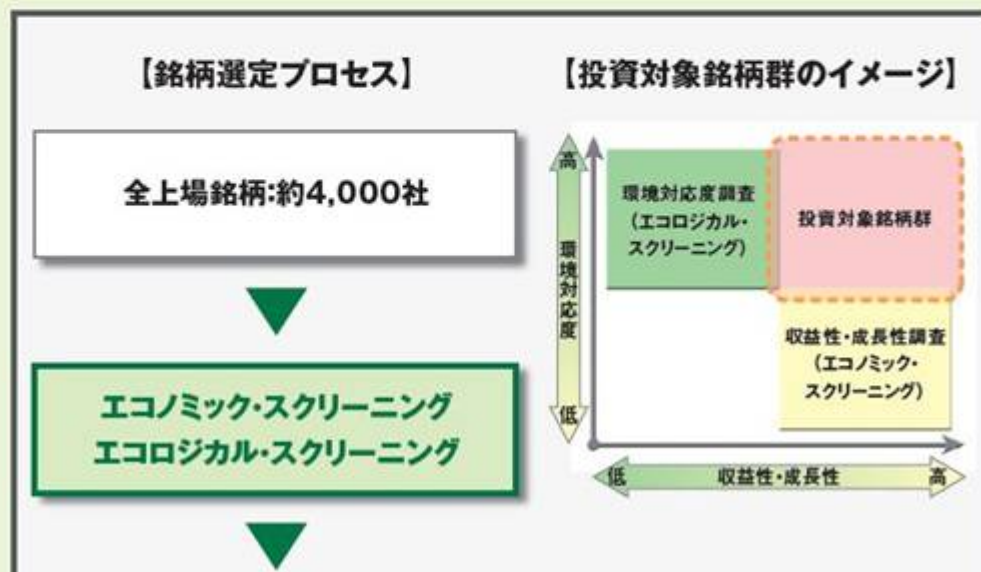 【銘柄選定プロセス】
全上場銘柄:約4,000社
エコノミック・スクリーニング
エコロジカル・スクリーニング
【投資対象銘柄群のイメージ】
高
環境対応度
低
環境対応度調査
(エコロジカル・
スクリーニング)
投資対象銘柄群
収益性・成長性調査
(エコノミック・
スクリーニング)
低
収益性・成長性
高